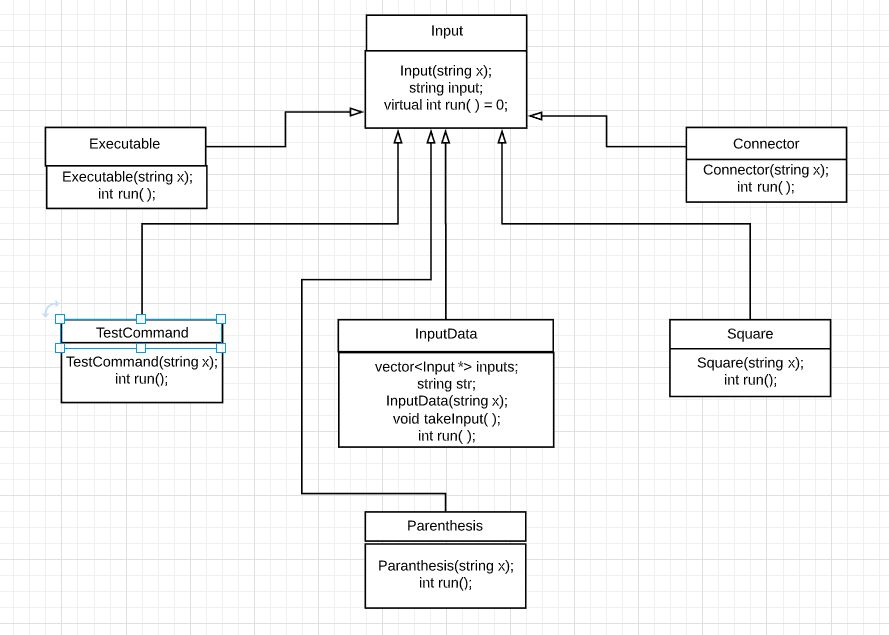 Input
Input(string x);
string input;
virtual int run( ) = 0;
Executable
Executable(string x);
int run( );
Connector
Connector(string x);
int run( );
TestCommand
TestCommand(string x);
int run();
InputData
vector<Input *> inputs;
string str;
InputData(string x);
void takeInput( );
int run( );
Square
Square(string x);
int run();
Parenthesis
Paranthesis(string x);
int run();